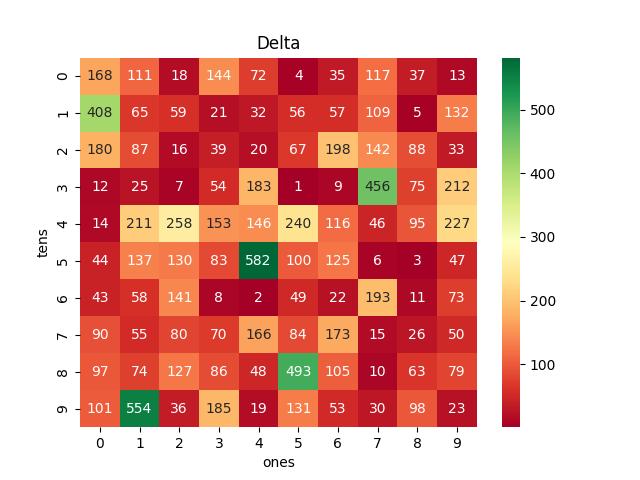 Delta
0 168 111 18 144 72 4 35 117 37 13
1 408 65 59 21 32 56 57 109 5 132
2 180 87 16 39 20 67 198 142 88 33
3 12 25 7 54 183 1 9 456 75 212
4 14 211 258 153 146 240 116 46 95 227
5 44 137 130 83 582 100 125 6 3 47
6 43 58 141 8 2 49 22 193 11 73
7 90 55 80 70 166 84 173 15 26 50
8 97 74 127 86 48 493 105 10 63 79
9 101 554 36 185 19 131 53 30 98 23
0 1 2 3 4 5 6 7 8 9
ones
tens
500
400
300
200
100